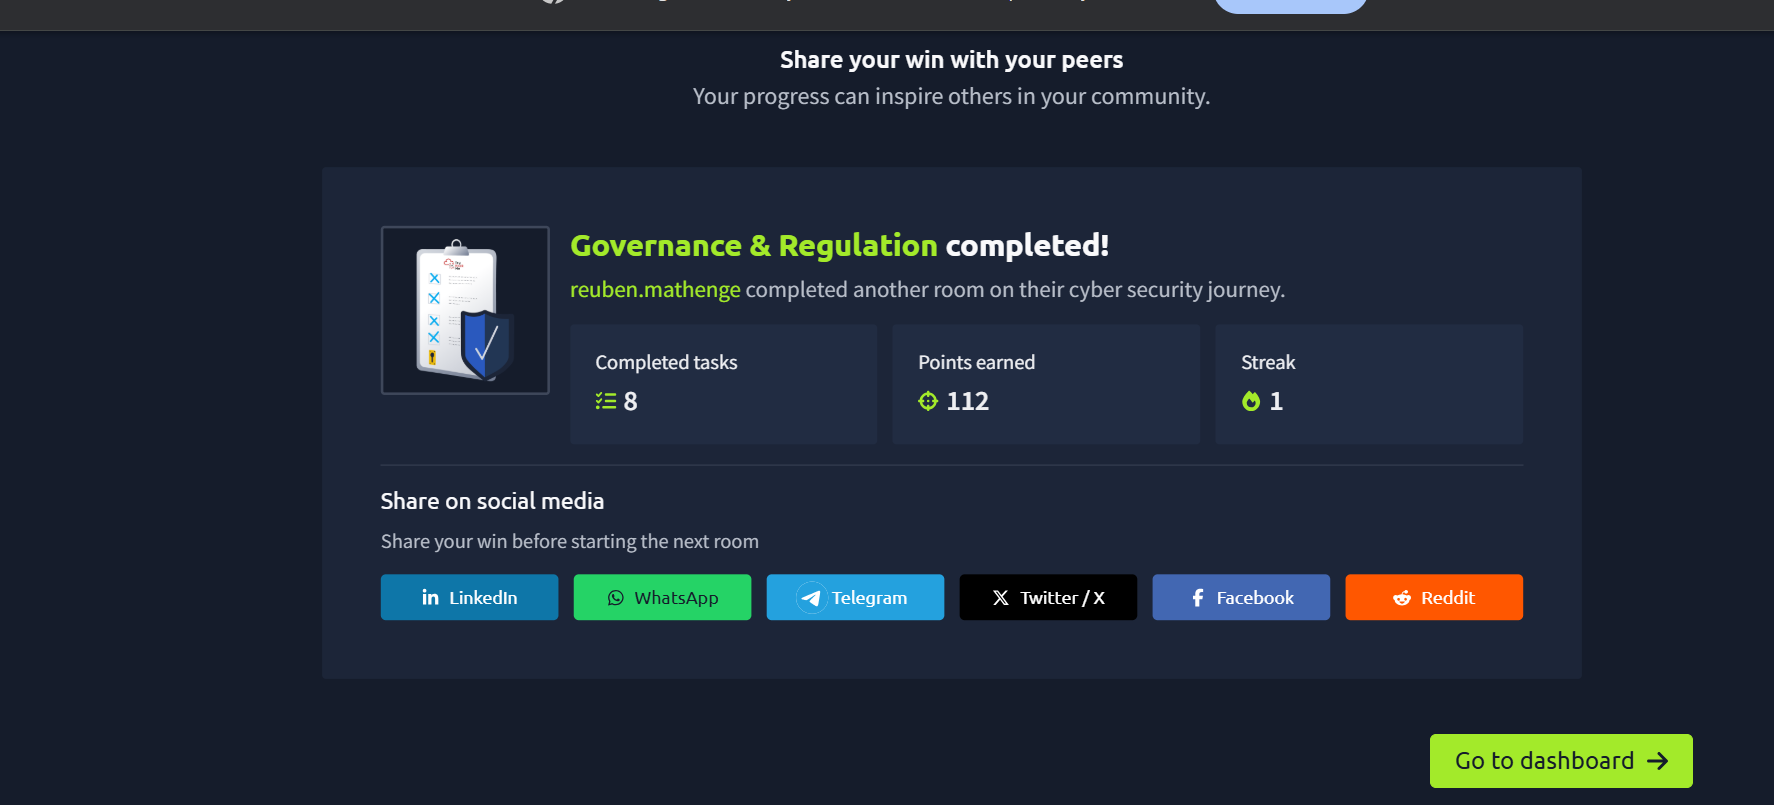 Share your win with your peers
Your progress can inspire others in your community.
Governance & Regulation completed!
reuben.mathenge completed another room on their cyber security journey.
Completed tasks
8
Points earned
112
Streak
1
Share on social media
Share your win before starting the next room
LinkedIn
WhatsApp
Telegram
Twitter / X
Facebook
Reddit
Go to dashboard